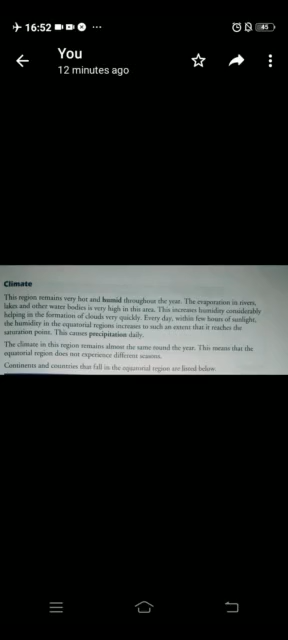 16:52
45
You
12 minutes ago
Climate
This region remains very hot and humid throughout the year. The evaporation in rivers,
lakes and other water bodies is very high in this area. This increases humidity considerably
helping in the formation of clouds very quickly. Every day, within few hours of sunlight,
the humidity in the equatorial regions increases to such an extent that it reaches the
saturation point. This causes precipitation daily.
The climate in this region remains almost the same round the year. This means that the
equatorial region does not experience different seasons.
Continents and countries that fall in the equatorial region are listed below.